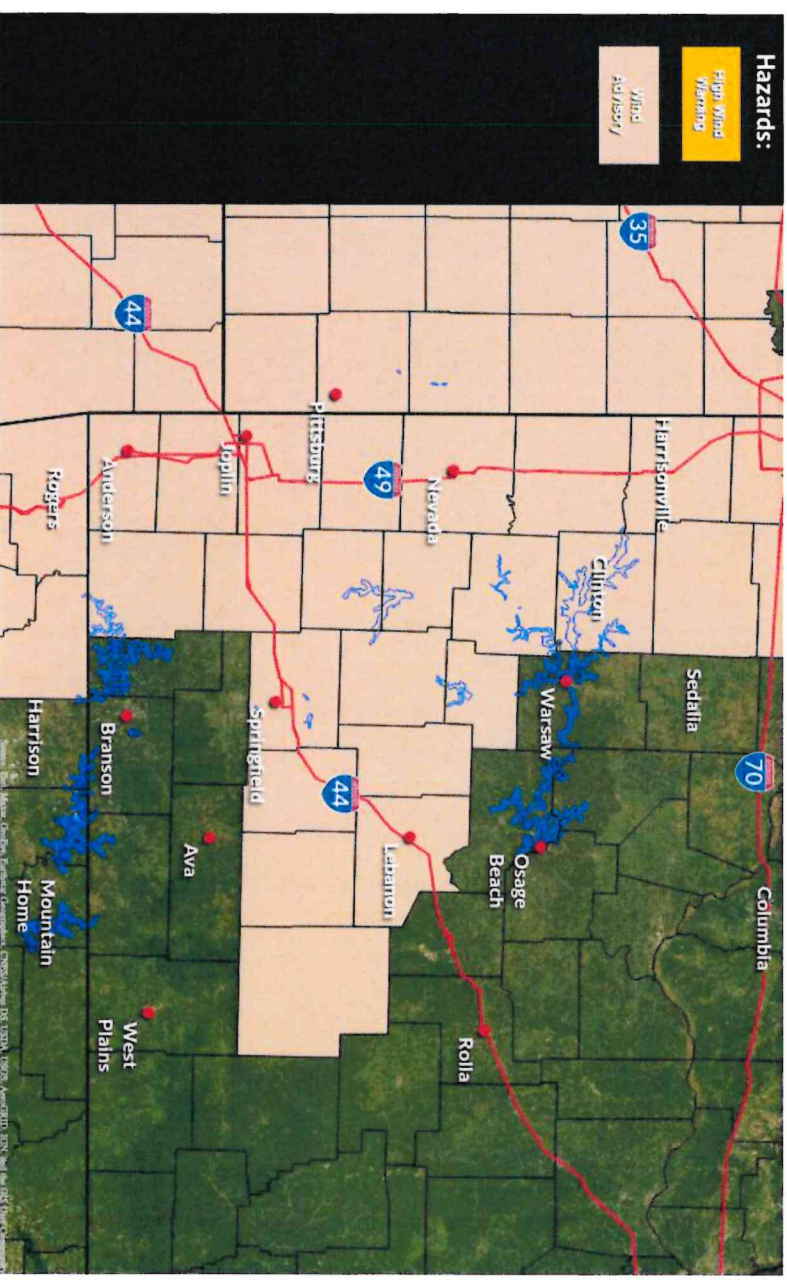 Hazards:
High Wind
Warning
Wind
Advisory
35
70
Columbia
Harrisonville
Sedalia
Clinton
Warsaw
Osage
Beach
Nevada
49
Pittsburg
Lebanon
Rolla
44
Joplin
Springfield
44
Ava
Anderson
Branson
West
Plains
Rogers
Harrison
Mountain
Home